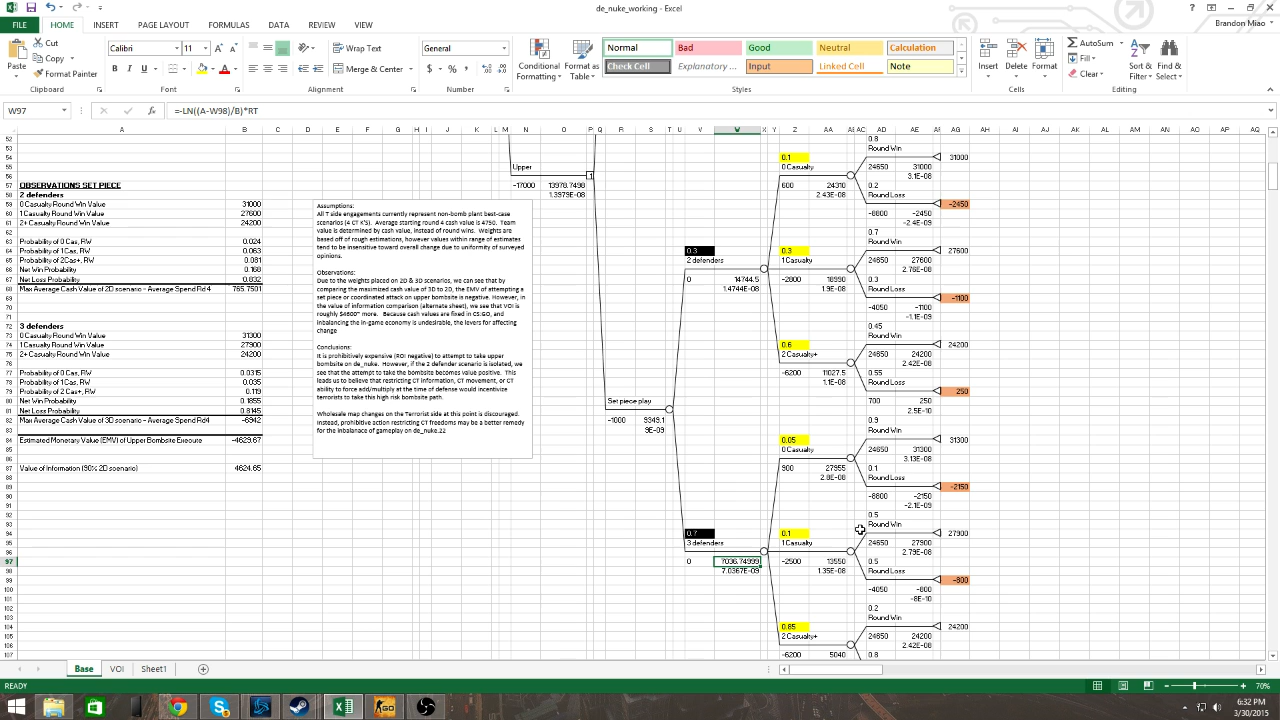 de_nuke_working - Excel
FILE HOME INSERT PAGE LAYOUT FORMULAS DATA REVIEW VIEW
Brandon Miao
Paste
Cut
Copy
Format Painter
Clipboard
Calibri 11
B I U
Font
Wrap Text
Merge & Center
Alignment
General
$ % ,
Number
Conditional Formatting
Format as Table
Normal Bad Good Neutral Calculation
Check Cell Explanatory ... Input Linked Cell Note
Styles
Insert Delete Format
Cells
AutoSum
Fill
Clear
Sort & Filter
Find & Select
Editing
W97
=-LN((A-W98)/B)*RT
OBSERVATIONS SET PIECE
2 defenders
0 Casualty Round Win Value 31000
1 Casualty Round Win Value 27600
2+ Casualty Round Win Value 24200
Probability of 0 Cas, RW 0.024
Probability of 1 Cas, RW 0.063
Probability of 2 Cas+, RW 0.081
Net Win Probability 0.168
Net Loss Probability 0.832
Max Average Cash Value of 2D scenario - Average Spend Rd 4 765.7501
3 defenders
0 Casualty Round Win Value 31300
1 Casualty Round Win Value 27900
2+ Casualty Round Win Value 24200
Probability of 0 Cas, RW 0.0315
Probability of 1 Cas, RW 0.035
Probability of 2 Cas+, RW 0.119
Net Win Probability 0.1855
Net Loss Probability 0.8145
Max Average Cash Value of 3D scenario - Average Spend Rd4 -6942
Estimated Monetary Value (EMV) of Upper Bombsite Execute -4629.67
Value of Information (90% 2D scenario) 4624.65
Assumptions:
All T side engagements currently represent non-bomb plant best-case
scenarios (4 CT K'S). Average starting round 4 cash value is 4750. Team
value is determined by cash value, instead of round wins. Weights are
based off of rough estimations, however values within range of estimates
tend to be insensitive toward overall change due to uniformity of surveyed
opinions.
Observations:
Due to the weights placed on 2D & 3D scenarios, we can see that by
comparing the maximized cash value of 3D to 2D, the EMV of attempting a
set piece or coordinated attack on upper bombsite is negative. However, in
the value of information comparison (alternate sheet), we see that VOI is
roughly $4600~ more. Because cash values are fixed in CS:GO, and
inbalancing the in-game economy is undesirable, the levers for affecting
change
Conclusions:
It is prohibitively expensive (ROI negative) to attempt to take upper
bombsite on de_nuke. However, if the 2 defender scenario is isolated, we
see that the attempt to take the bombsite becomes value positive. This
leads us to believe that restricting CT information, CT movement, or CT
ability to force add/multiply at the time of defense would incentivize
terrorists to take this high risk bombsite path.
Wholesale map changes on the Terrorist side at this point is discouraged.
Instead, prohibitive action restricting CT freedoms may be a better remedy
for the inbalanace of gameplay on de_nuke.22
Upper
1
-17000 13978.7498
1.3979E-08
Set piece play
-1000 9349.1
9E-09
0.3
2 defenders
0 14744.5
1.4744E-08
0.7
3 defenders
0 7036.74999
7.0367E-09
0.1
0 Casualty
600 24310
2.43E-08
0.3
1 Casualty
-2800 18990
1.9E-08
0.6
2 Casualty+
-6200 11027.5
1.1E-08
0.05
0 Casualty
900 27955
2.8E-08
0.1
1 Casualty
-2500 13550
1.35E-08
0.85
2 Casualty+
-6200 5040
0.8
Round Win
31000
24650 31000
0.2 3.1E-08
Round Loss
-2450
-8800 -2450
-2.4E-09
0.7
Round Win
27600
24650 27600
0.3 2.76E-08
Round Loss
-1100
-4050 -1100
-1.1E-09
0.45
Round Win
24200
24650 24200
0.55 2.42E-08
Round Loss
250
700 250
2.5E-10
0.9
Round Win
31300
24650 31300
0.1 3.13E-08
Round Loss
-2150
-6800 -2150
-2.1E-09
0.5
Round Win
27900
24650 27900
0.5 2.79E-08
Round Loss
-800
-4050 -800
-8E-10
0.2
Round Win
24200
24650 24200
2.42E-08
0.8
Base VOI Sheet1
READY
70%
6:32 PM
3/30/2015